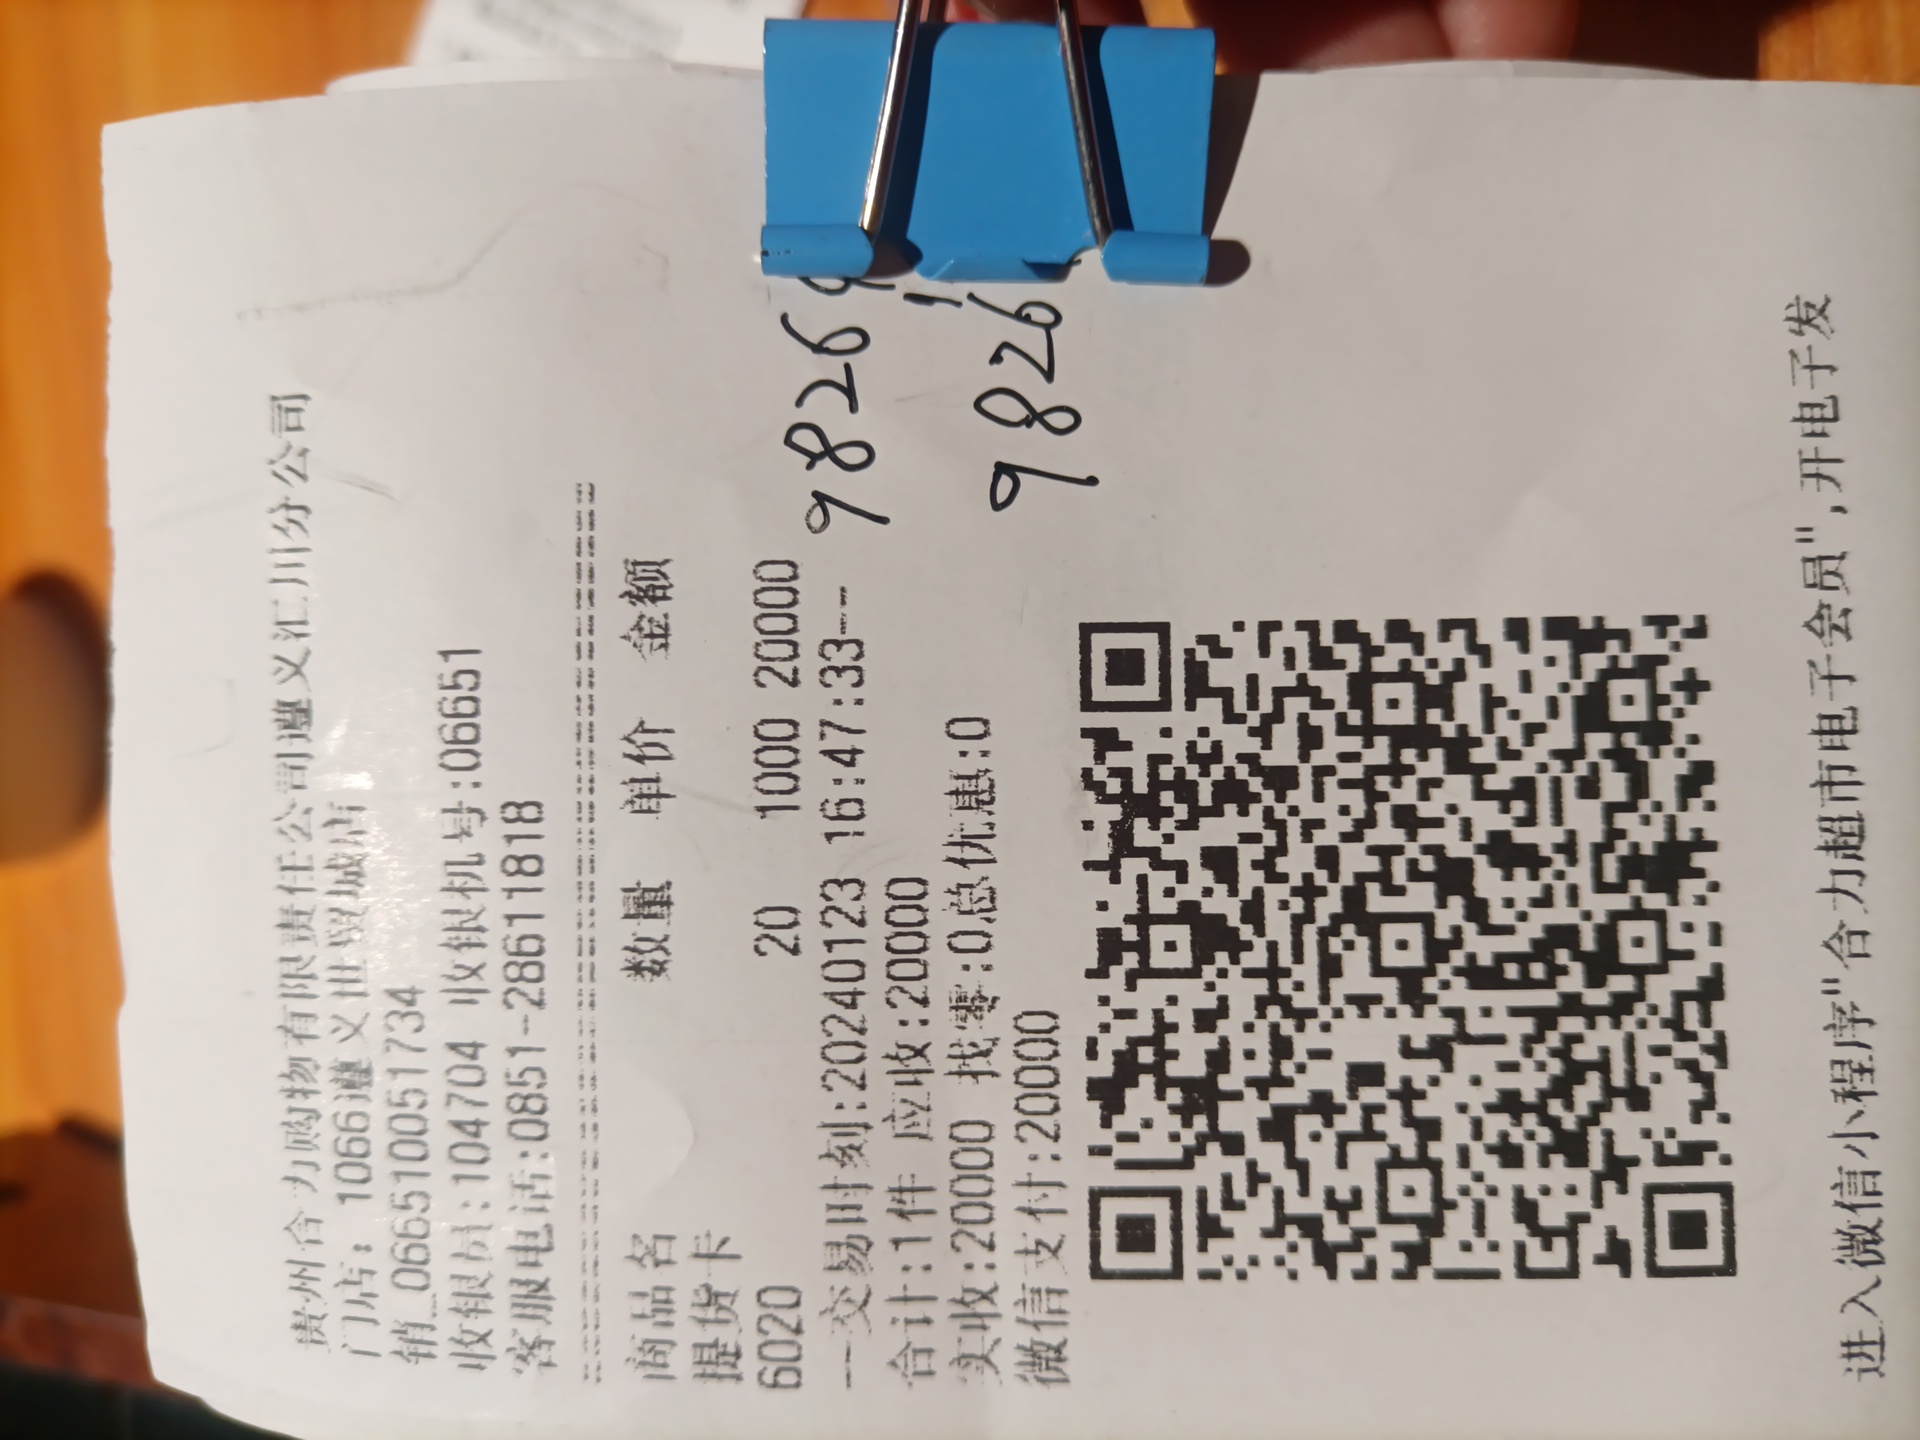 贵州合力购物有限责任公司遵义汇川分公司
门店: 1066遵义世贸城店
销_0665100517​34
收银员:104704 收银机号:06651
客服电话:0851-28611818
商品名 数量 单价 金额
提货卡
6020 20 1000 20000
--交易时刻:20240123 16:47:33--
合计:1件 应收:20000
实收:20000 找零:0总优惠:0
微信支付:200000
9826
9826
进入微信小程序"合力超市电子会员",开电子发